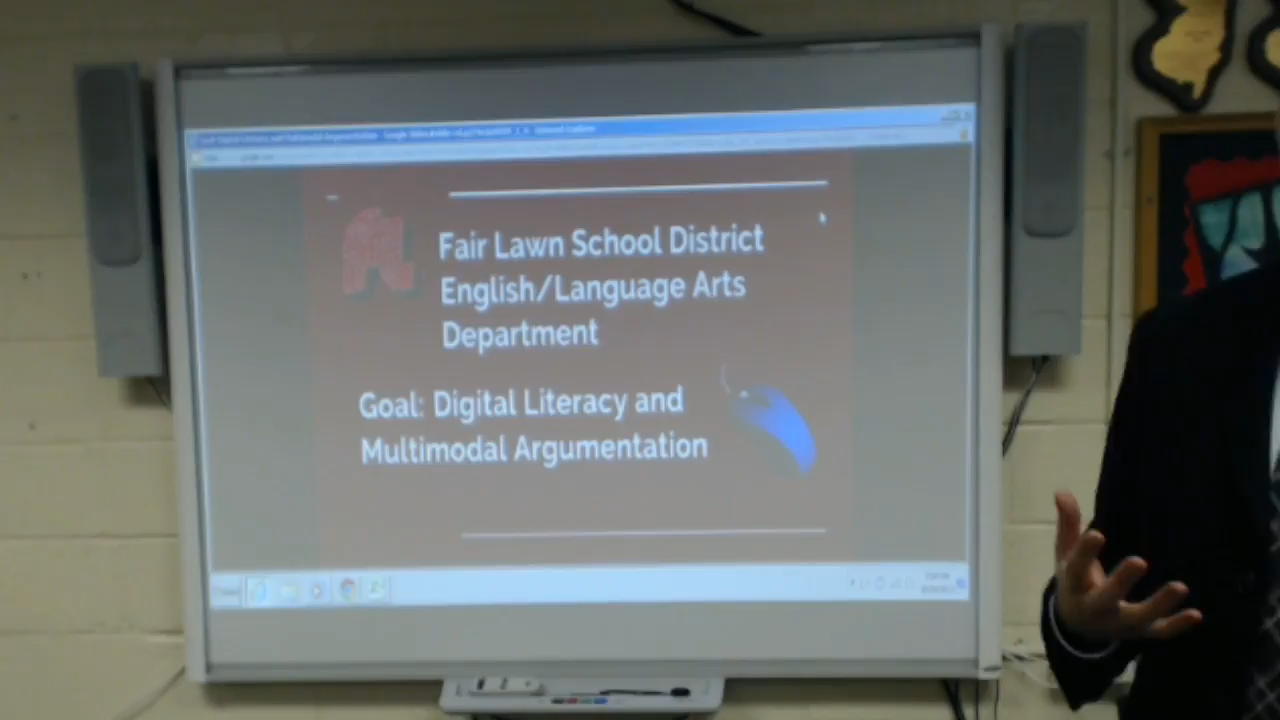 Fair Lawn School District
English/Language Arts
Department
Goal: Digital Literacy and
Multimodal Argumentation